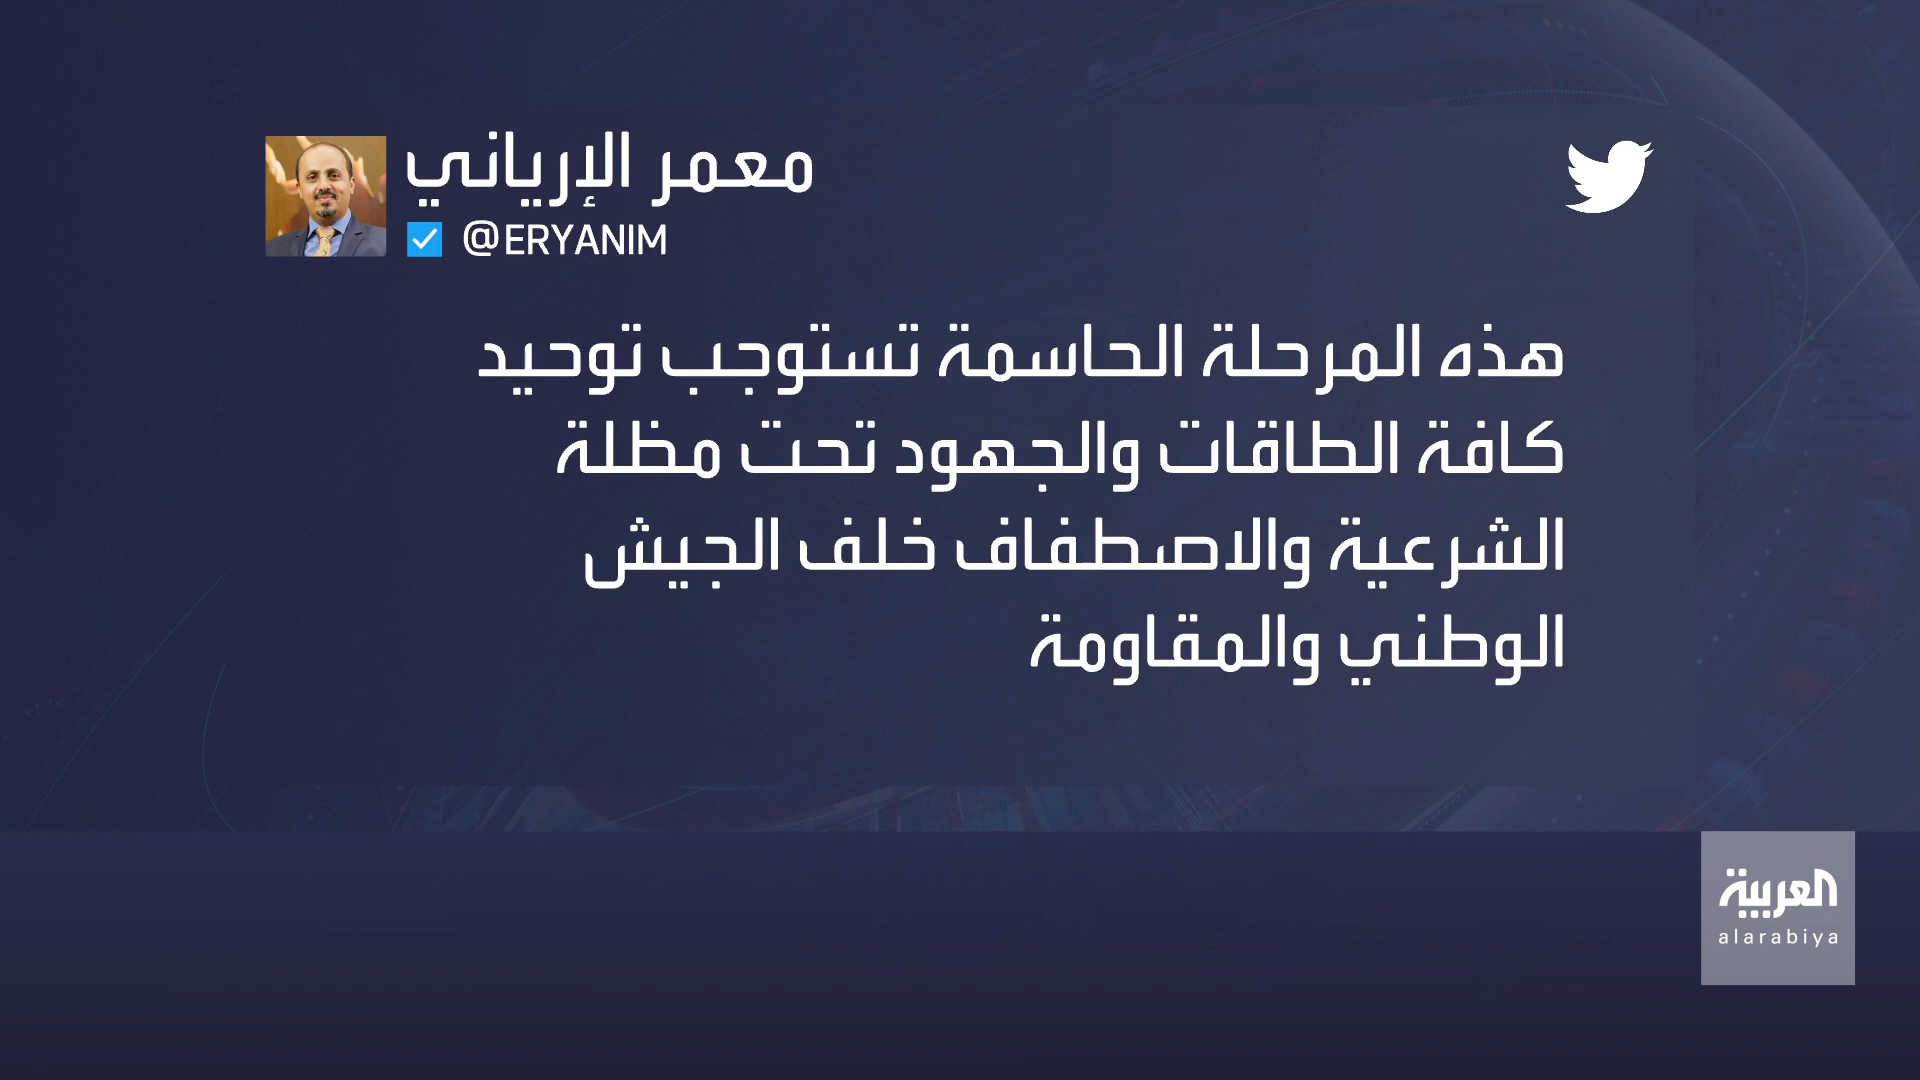 معمر الإرياني
@ERYANIM
هذه المرحلة الحاسمة تستوجب توحيد
كافة الطاقات والجهود تحت مظلة
الشرعية والاصطفاف خلف الجيش
الوطني والمقاومة
العربية
alarabiya